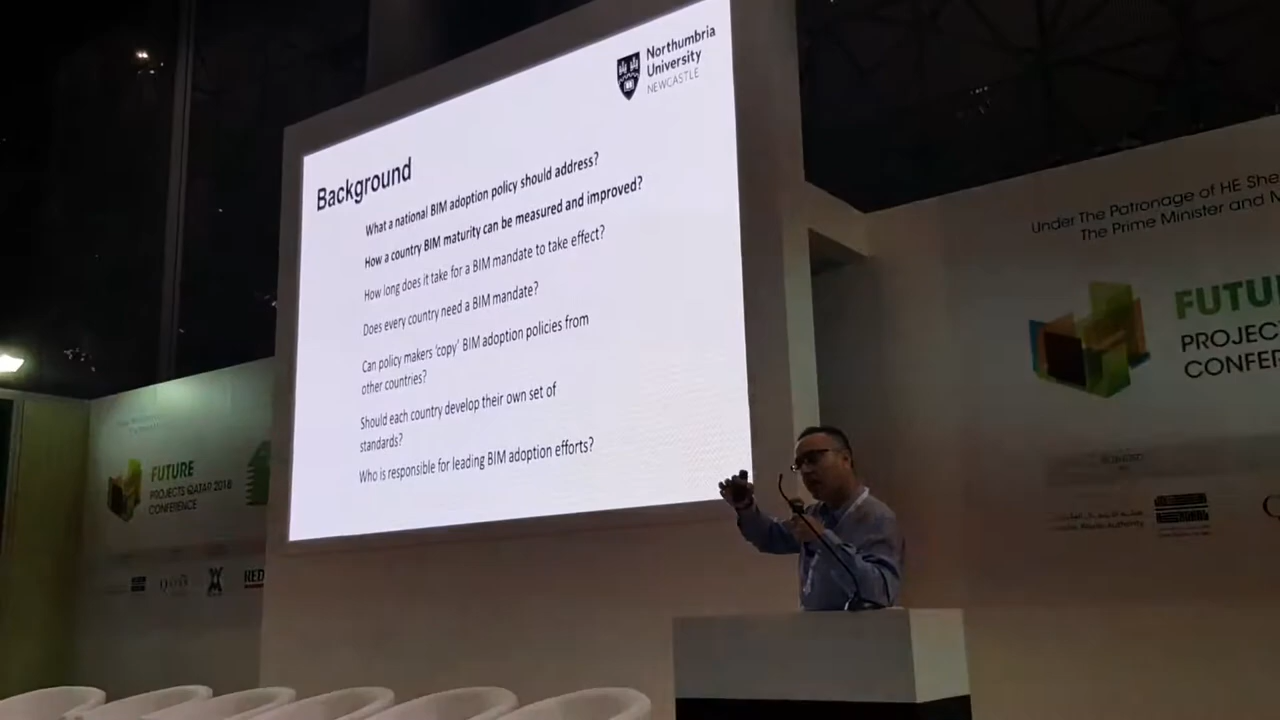 Northumbria
University
NEWCASTLE
Background
What a national BIM adoption policy should address?
How a country BIM maturity can be measured and improved?
How long does it take for a BIM mandate to take effect?
Does every country need a BIM mandate?
Can policy makers 'copy' BIM adoption policies from
other countries?
Should each country develop their own set of
standards?
Who is responsible for leading BIM adoption efforts?
Under The Patronage of HE She
The Prime Minister and M
FUTU
PROJEC
CONFER
FUTURE
PROJECTS QATAR 2018
CONFERENCE
RED
Authority